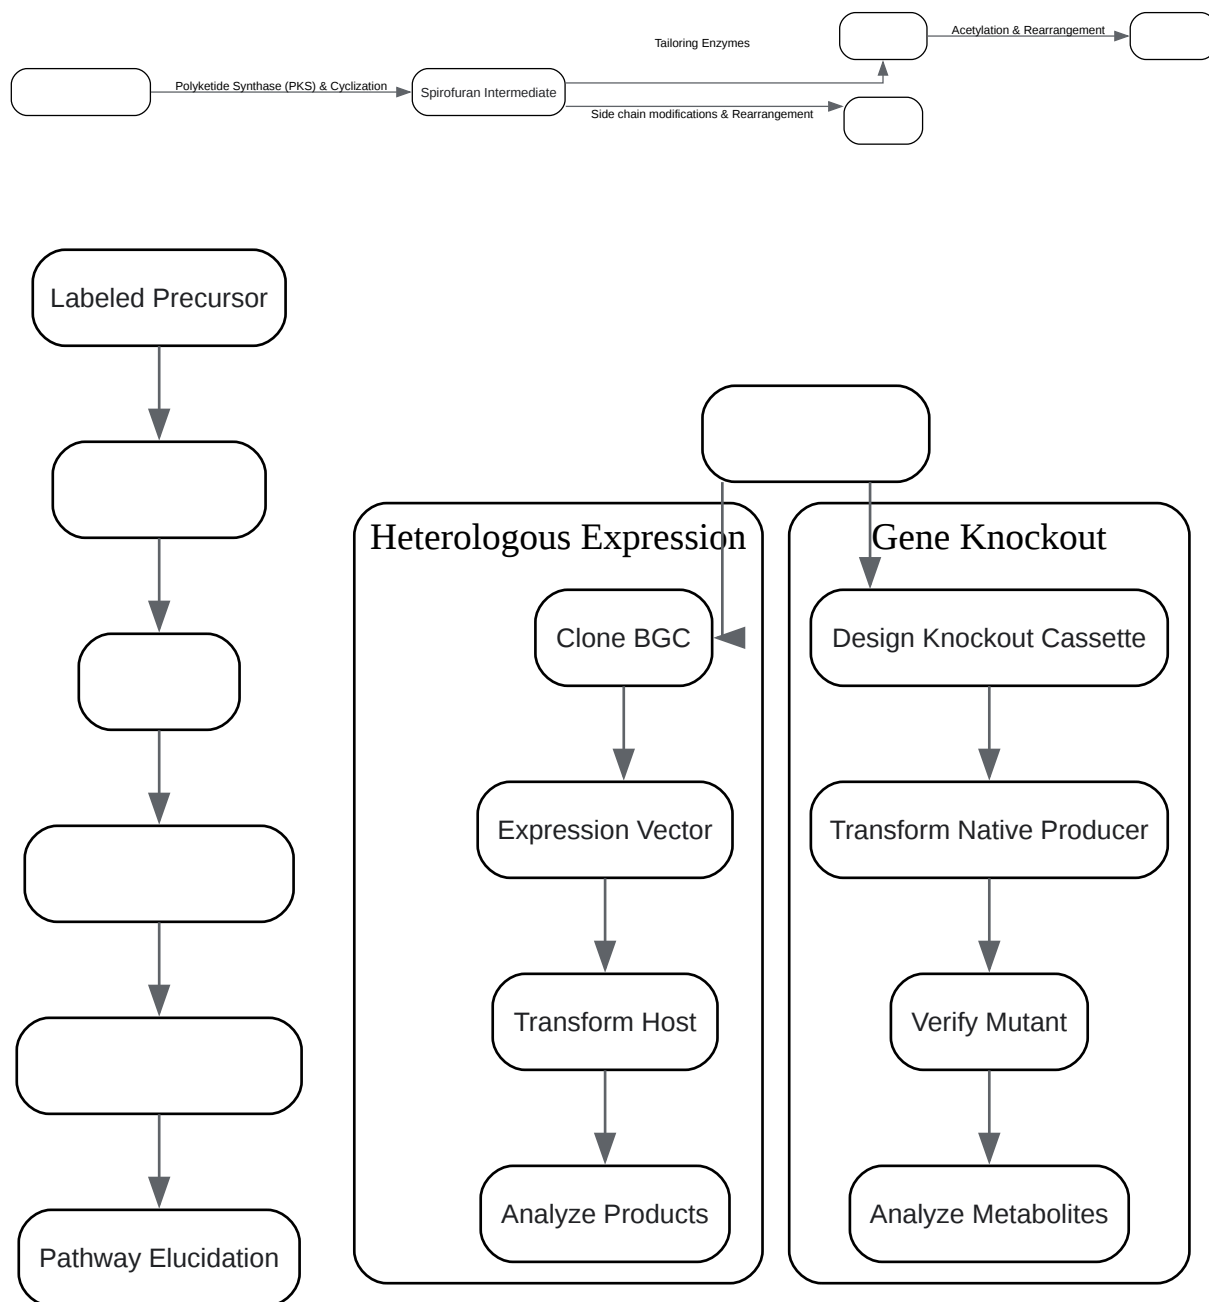 Tailoring Enzymes
Acetylation & Rearrangement
Polyketide Synthase (PKS) & Cyclization
Spirofuran Intermediate
Side chain modifications & Rearrangement
Labeled Precursor
Pathway Elucidation
Heterologous Expression
Clone BGC
Expression Vector
Transform Host
Analyze Products
Gene Knockout
Design Knockout Cassette
Transform Native Producer
Verify Mutant
Analyze Metabolites